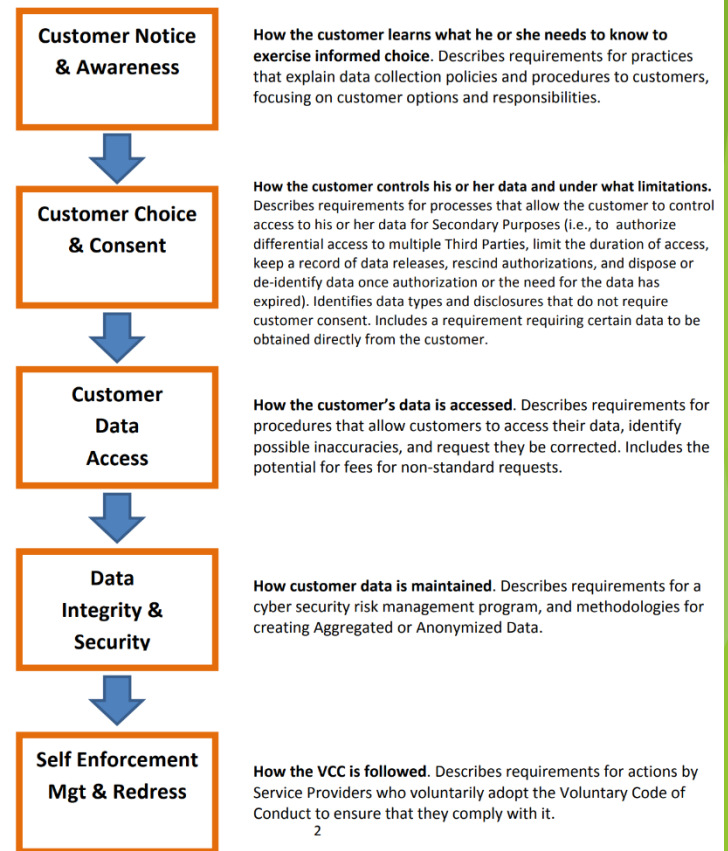 Customer Notice
& Awareness
How the customer learns what he or she needs to know to
exercise informed choice. Describes requirements for practices
that explain data collection policies and procedures to customers,
focusing on customer options and responsibilities.
Customer Choice
& Consent
How the customer controls his or her data and under what limitations.
Describes requirements for processes that allow the customer to control
access to his or her data for Secondary Purposes (i.e., to authorize
differential access to multiple Third Parties, limit the duration of access,
keep a record of data releases, rescind authorizations, and dispose or
de-identify data once authorization or the need for the data has
expired). Identifies data types and disclosures that do not require
customer consent. Includes a requirement requiring certain data to be
obtained directly from the customer.
Customer
Data
Access
How the customer’s data is accessed. Describes requirements for
procedures that allow customers to access their data, identify
possible inaccuracies, and request they be corrected. Includes the
potential for fees for non-standard requests.
Data
Integrity &
Security
How customer data is maintained. Describes requirements for a
cyber security risk management program, and methodologies for
creating Aggregated or Anonymized Data.
Self Enforcement
Mgt & Redress
How the VCC is followed. Describes requirements for actions by
Service Providers who voluntarily adopt the Voluntary Code of
Conduct to ensure that they comply with it.
2